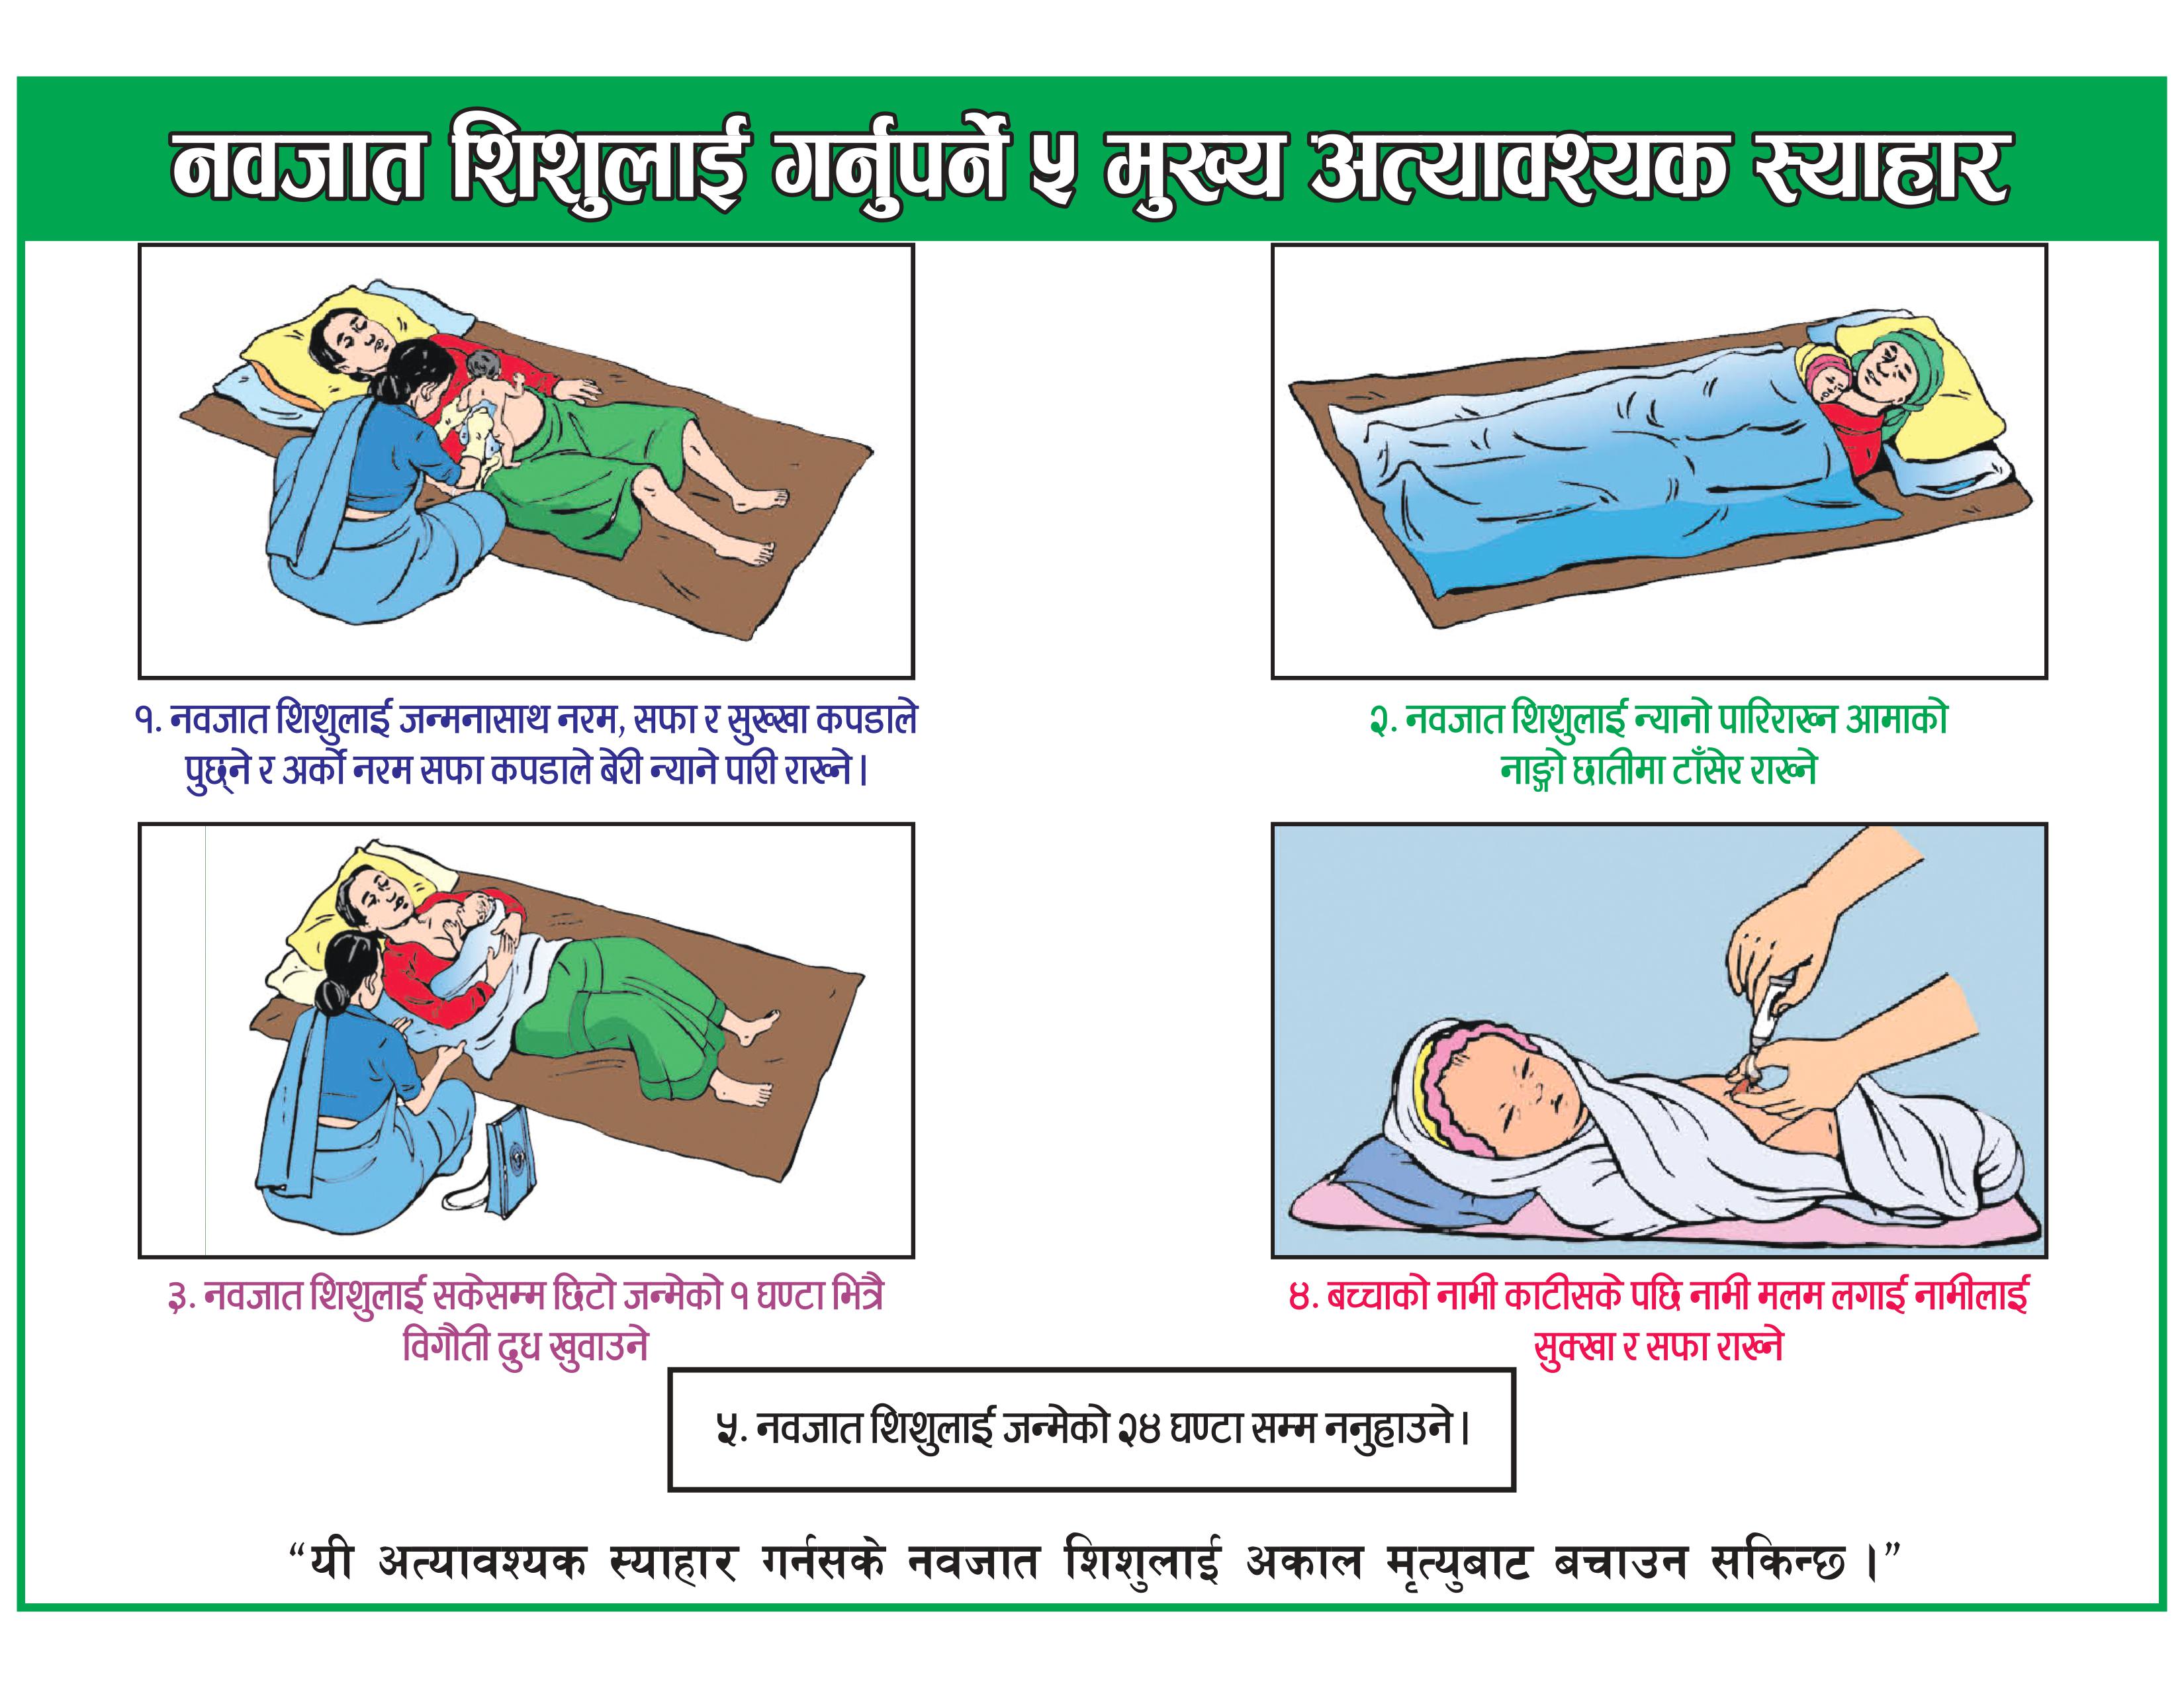 नवजात शिशुलाई गर्नुपर्ने ५ मुख्य अत्यावश्यक स्याहार
१. नवजात शिशुलाई जन्मनासाथ नरम, सफा र सुख्खा कपडाले
पुछ्ने र अर्को नरम सफा कपडाले बेरी न्याने पारी राख्ने ।
२. नवजात शिशुलाई न्यानो पारिराख्न आमाको
नाङ्गो छातीमा टाँसेर राख्ने
३. नवजात शिशुलाई सकेसम्म छिटो जन्मेको १ घण्टा भित्रै
विगौती दुध खुवाउने
४. बच्चाको नाभी काटीसके पछि नाभी मलम लगाई नाभीलाई
सुक्खा र सफा राख्ने
५. नवजात शिशुलाई जन्मेको २४ घण्टा सम्म ननुहाउने ।
“यी अत्यावश्यक स्याहार गर्नसके नवजात शिशुलाई अकाल मृत्युबाट बचाउन सकिन्छ ।”